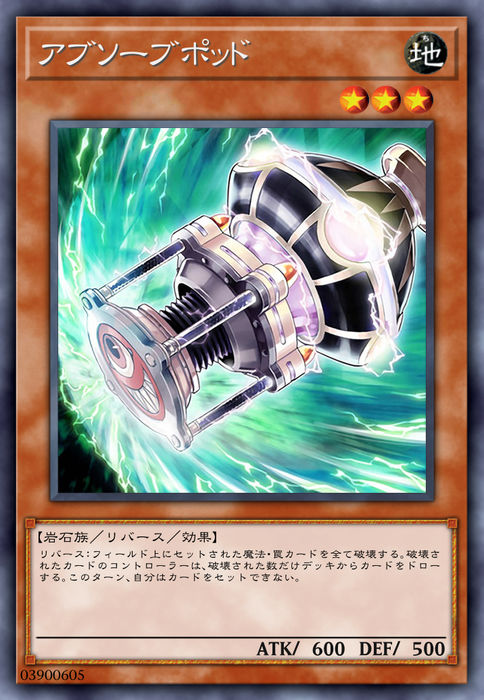 アブソーブポッド
ち
地
【岩石族／リバース／効果】
リバース：フィールド上にセットされた魔法・罠カードを全て破壊する。破壊さ
れたカードのコントローラーは、破壊された数だけデッキからカードをドロー
する。このターン、自分はカードをセットできない。
ATK/ 600 DEF/ 500
03900605